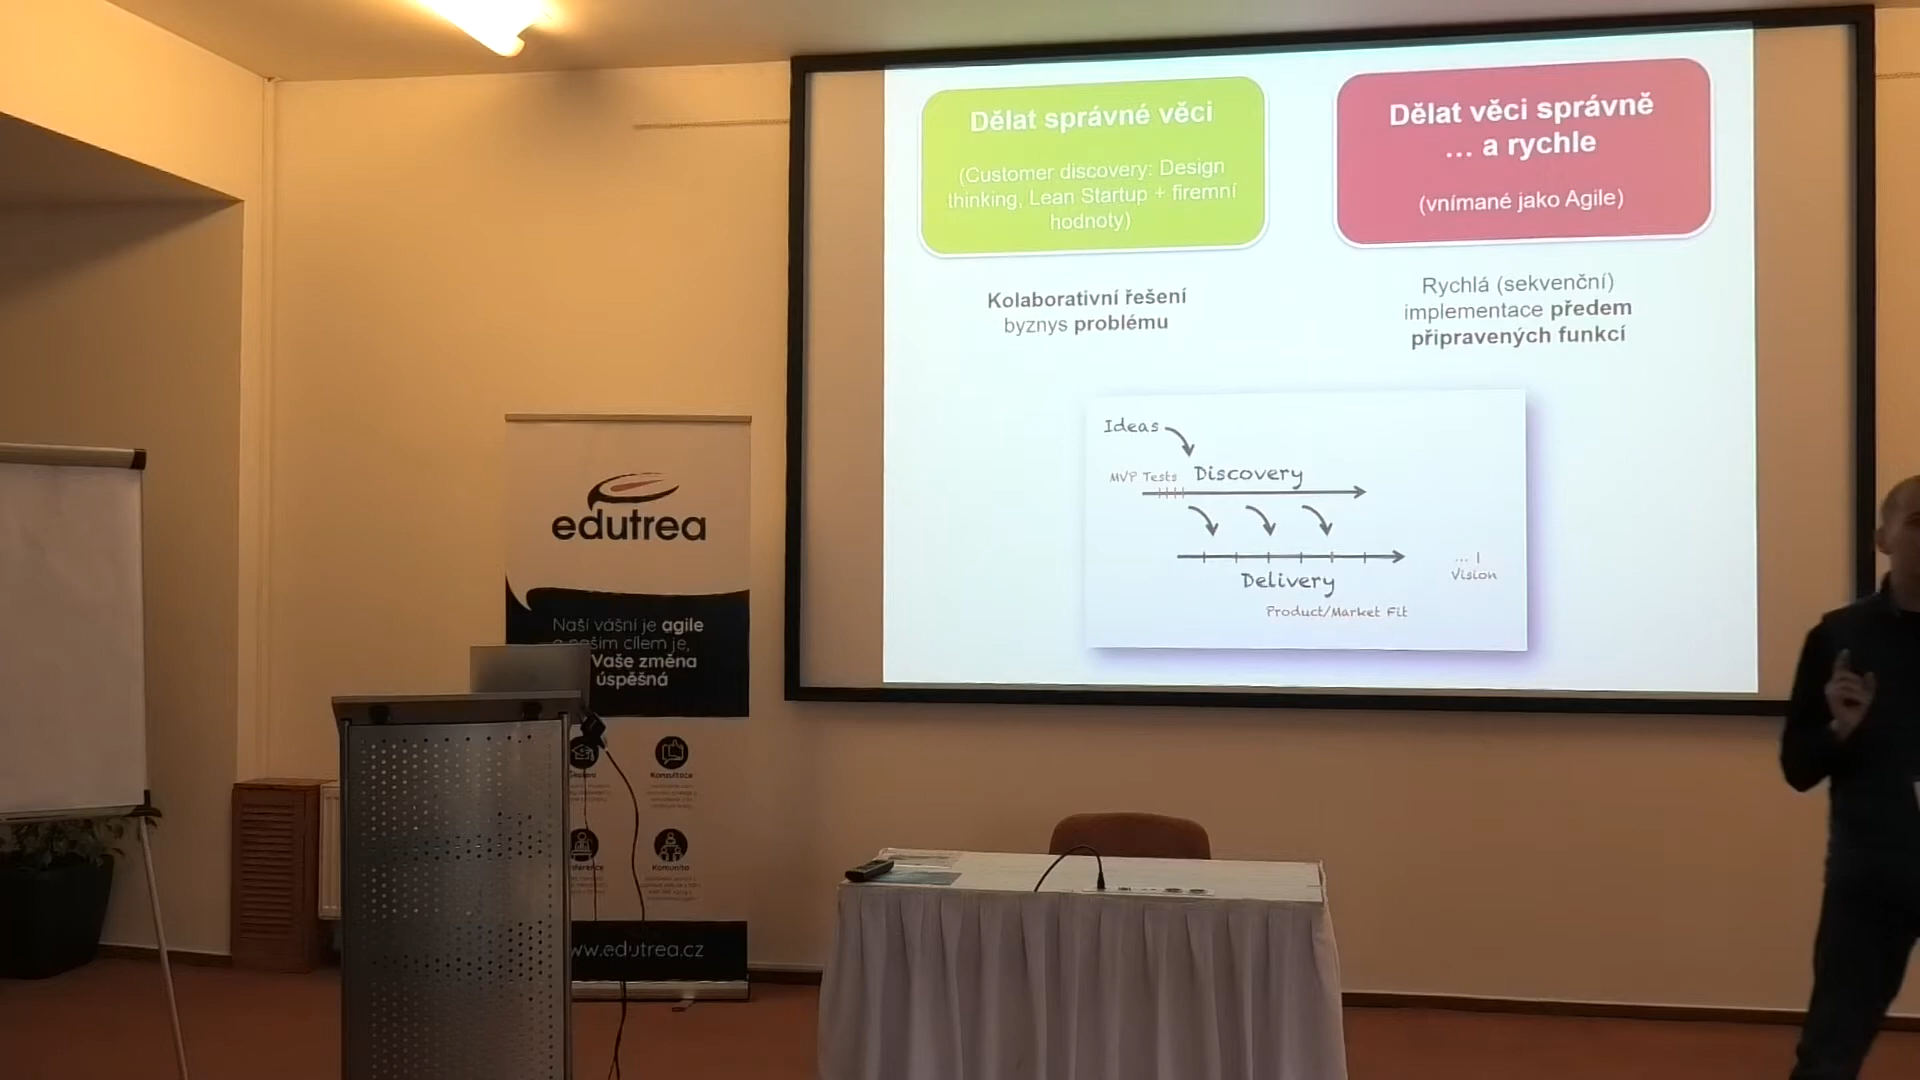 Dělat správné věci
(Customer discovery: Design
thinking, Lean Startup + firemní
hodnoty)
Dělat věci správně
... a rychle
(vnímané jako Agile)
Kolaborativní řešení
byznys problému
Rychlá (sekvenční)
implementace předem
připravených funkcí
Ideas
MVP Tests
Discovery
Delivery
Product/Market Fit
... |
Vision
edutrea
Naší vášní je agile
cílem je,
Vaše změna
úspěšná
Školení
Konzultace
Komunita
www.edutrea.cz